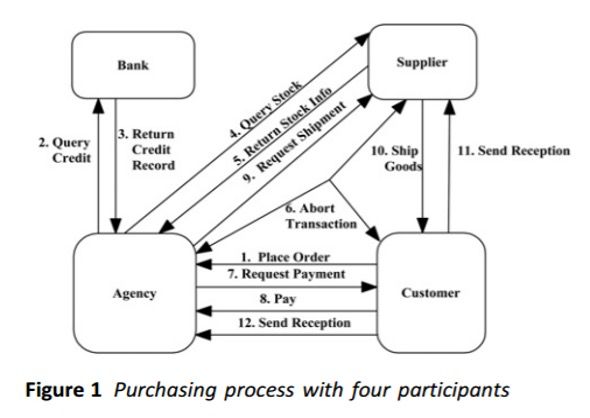 Bank
Supplier
2. Query
Credit
3. Return
Credit
Record
4. Query Stock
5. Return Stock Info
9. Request Shipment
10. Ship
Goods
11. Send Reception
6. Abort
Transaction
Agency
1. Place Order
7. Request Payment
8. Pay
12. Send Reception
Customer
Figure 1 Purchasing process with four participants